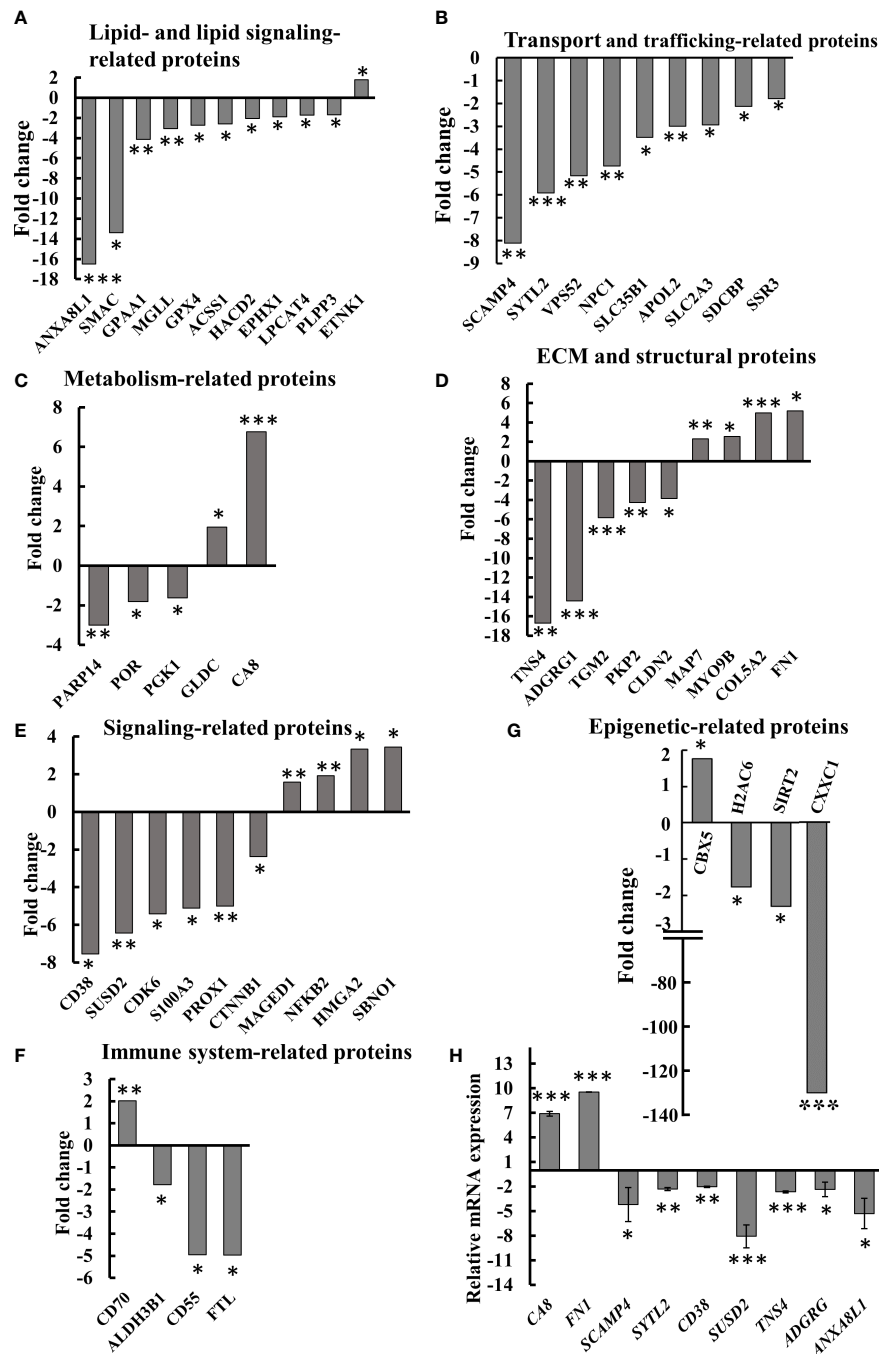 A
Lipid- and lipid signaling-
related proteins
Fold change
2
0
-2
-4
-6
-8
-10
-12
-14
-16
-18
*** * ** ** * * * * * * *
ANXA8L1 SMAC GPAA1 MGLL GPX4 ACSS1 HACD2 EPHX1 LPCAT4 PLPP3 ETNK1
B
Transport and trafficking-related proteins
Fold change
0
-1
-2
-3
-4
-5
-6
-7
-8
-9
** *** ** ** * ** * * *
SCAMP4 SYTL2 VPS52 NPC1 SLC35B1 APOL2 SLC2A3 SDCBP SSR3
C
Metabolism-related proteins
Fold change
8
6
4
2
0
-2
-4
** * * * ***
PARP14 POR PGK1 GLDC CA8
D
ECM and structural proteins
Fold change
8
6
4
2
0
-2
-4
-6
-8
-10
-12
-14
-16
-18
** *** *** ** * ** * *** *
TNS4 ADGRG1 TGM2 PKP2 CLDN2 MAP7 MYO9B COL5A2 FN1
E
Signaling-related proteins
Fold change
4
2
0
-2
-4
-6
-8
* ** * * ** * ** ** * *
CD38 SUSD2 CDK6 S100A3 PROX1 CTNNB1 MAGED1 NFKB2 HMGA2 SBNO1
G
Epigenetic-related proteins
Fold change
2
1
0
-1
-2
-3
-80
-100
-120
-140
* * * ***
CBX5 H2AC6 SIRT2 CXXC1
F
Immune system-related proteins
Fold change
3
2
1
0
-1
-2
-3
-4
-5
-6
** * * *
CD70 ALDH3B1 CD55 FTL
H
Relative mRNA expression
13
10
7
4
1
-2
-5
-8
-11
-14
*** *** * ** ** *** *** * *
CA8 FN1 SCAMP4 SYTL2 CD38 SUSD2 TNS4 ADGRG ANXA8L1